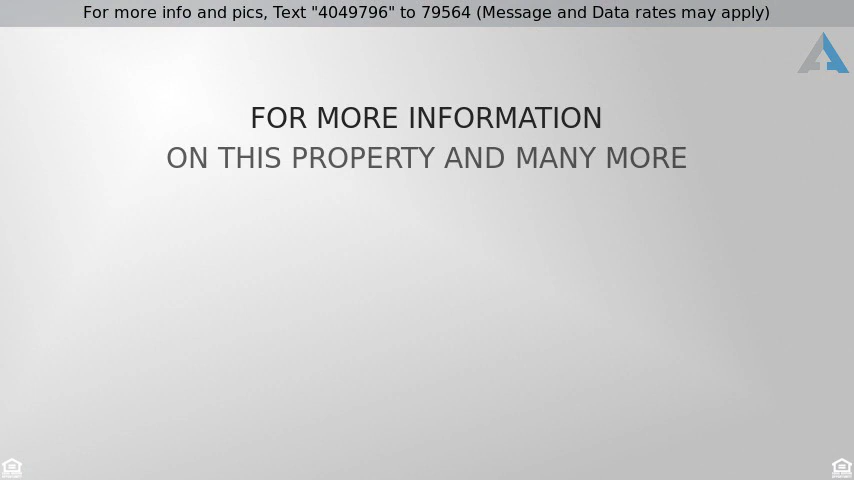 For more info and pics, Text "4049796" to 79564 (Message and Data rates may apply)
FOR MORE INFORMATION
ON THIS PROPERTY AND MANY MORE